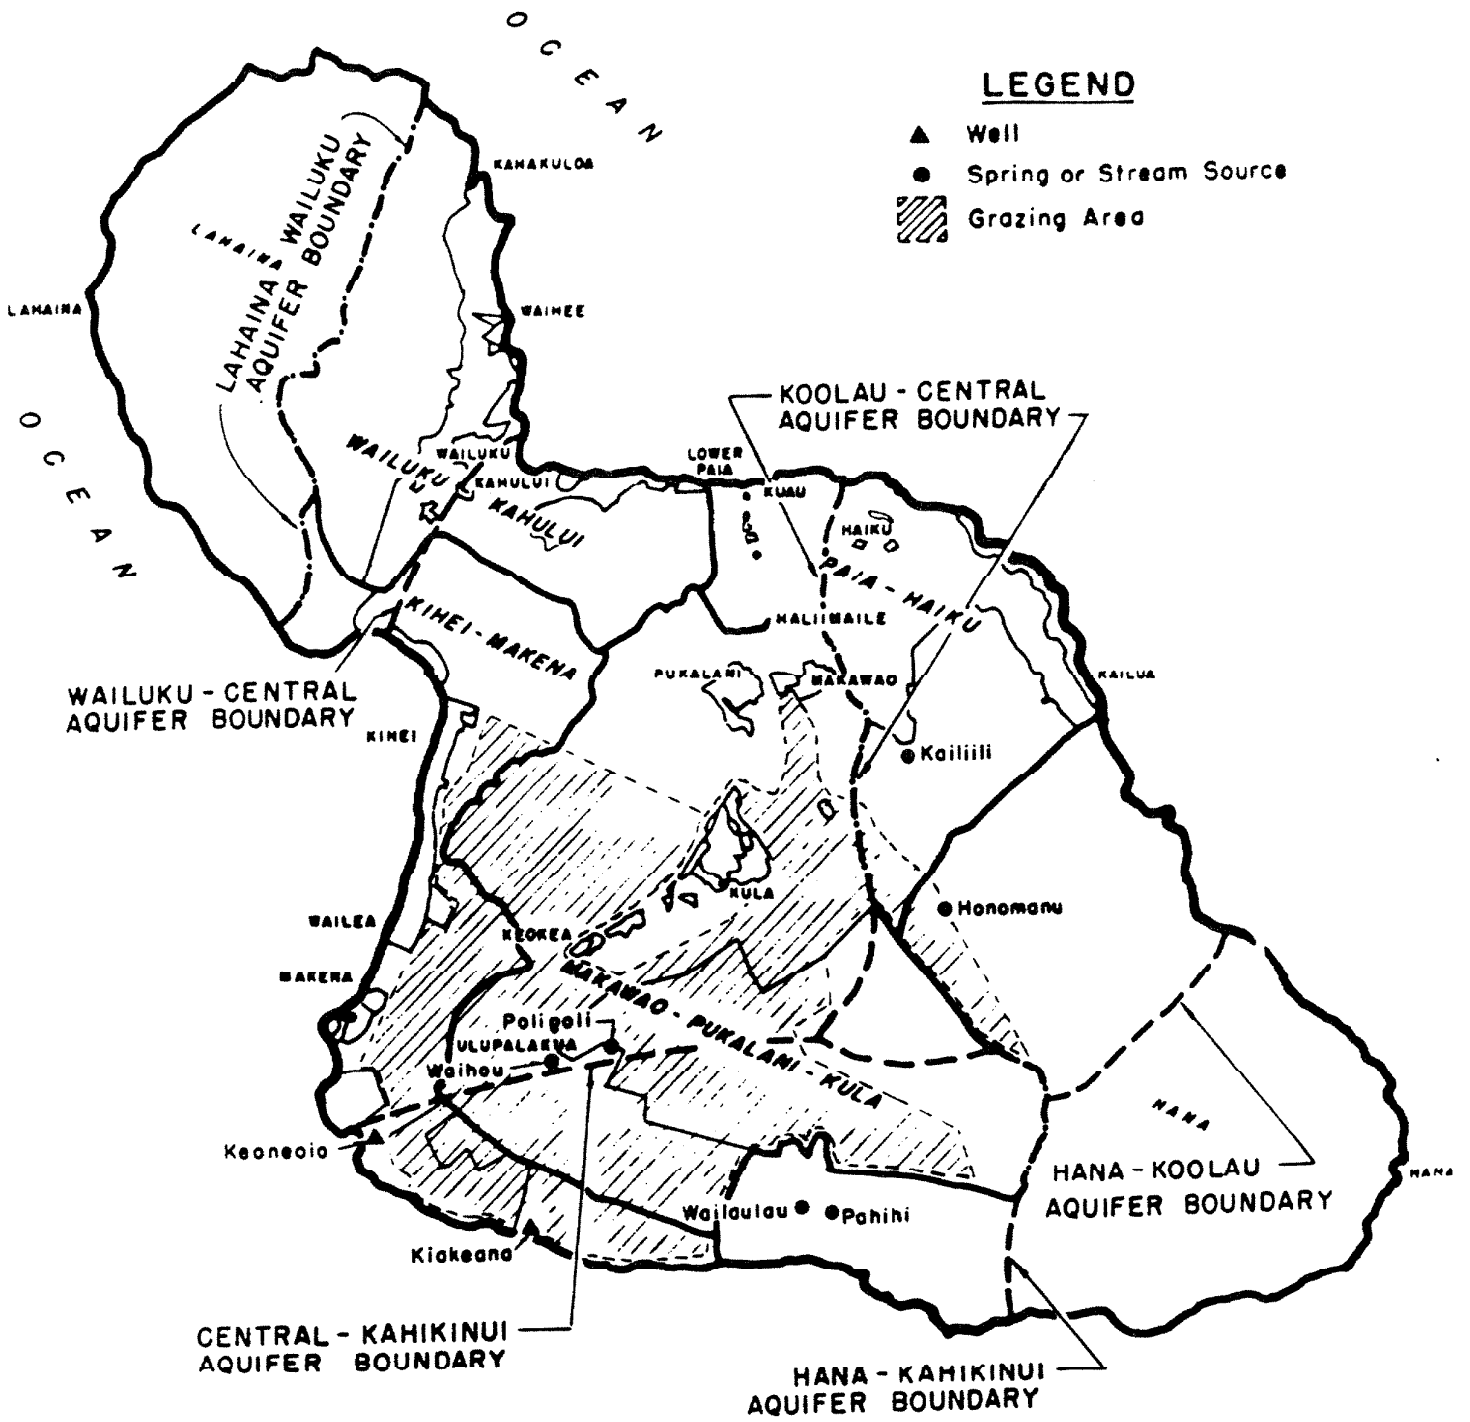 OCEAN
LEGEND
Well
Spring or Stream Source
Grazing Area
KAHAKULOA
LAHAINA
LAHAINA WAILUKU
AQUIFER BOUNDARY
LAHAINA
WAIHEE
OCEAN
KOOLAU - CENTRAL
AQUIFER BOUNDARY
WAILUKU
WAILUKU
KAHULUI
KAHULUI
LOWER
PAIA
KUAU
HAIKU
PAIA - HAIKU
KIHEI - MAKENA
HALIIMAILE
PUKALANI
MAKAWAO
KAILUA
WAILUKU - CENTRAL
AQUIFER BOUNDARY
KIHEI
Kailiili
KULA
Honomanu
WAILEA
KEOKEA
MAKENA
MAKAWAO - PUKALANI - KULA
Poligoli
ULUPALAKUA
Waihou
HANA
Keoneoio
HANA - KOOLAU
AQUIFER BOUNDARY
HANA
Wailaulau
Pahihi
Kiakeana
CENTRAL - KAHIKINUI
AQUIFER BOUNDARY
HANA - KAHIKINUI
AQUIFER BOUNDARY